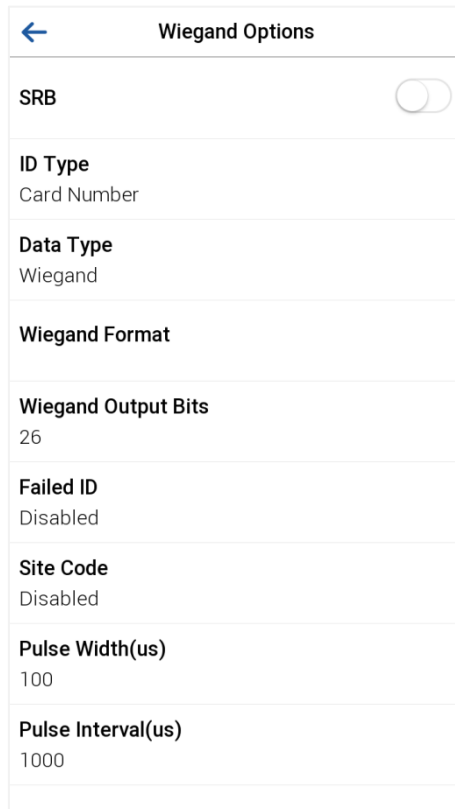 Wiegand Options
SRB
ID Type
Card Number
Data Type
Wiegand
Wiegand Format
Wiegand Output Bits
26
Failed ID
Disabled
Site Code
Disabled
Pulse Width(us)
100
Pulse Interval(us)
1000